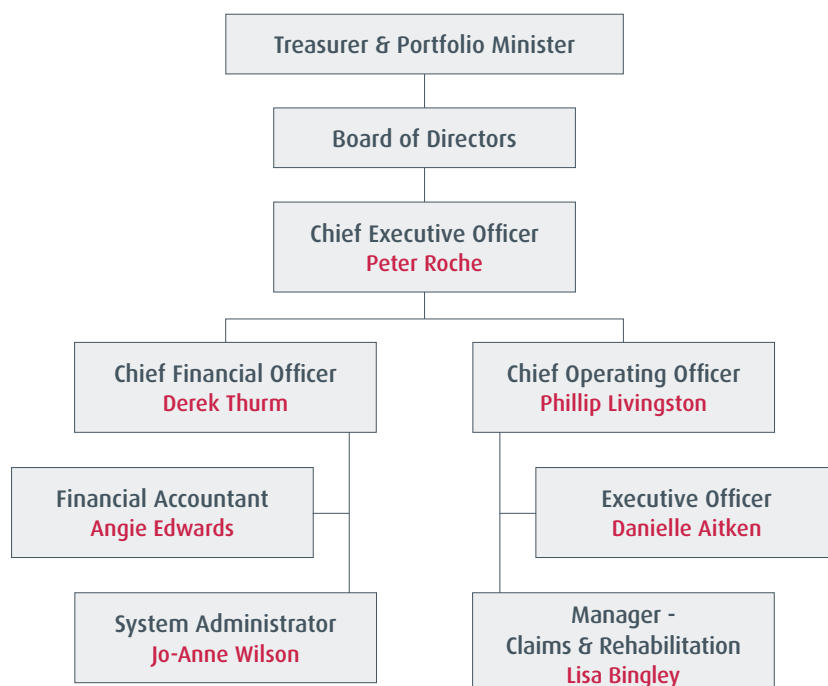 Treasurer & Portfolio Minister
Board of Directors
Chief Executive Officer
Peter Roche
Chief Financial Officer
Derek Thurm
Chief Operating Officer
Phillip Livingston
Financial Accountant
Angie Edwards
Executive Officer
Danielle Aitken
System Administrator
Jo-Anne Wilson
Manager -
Claims & Rehabilitation
Lisa Bingley